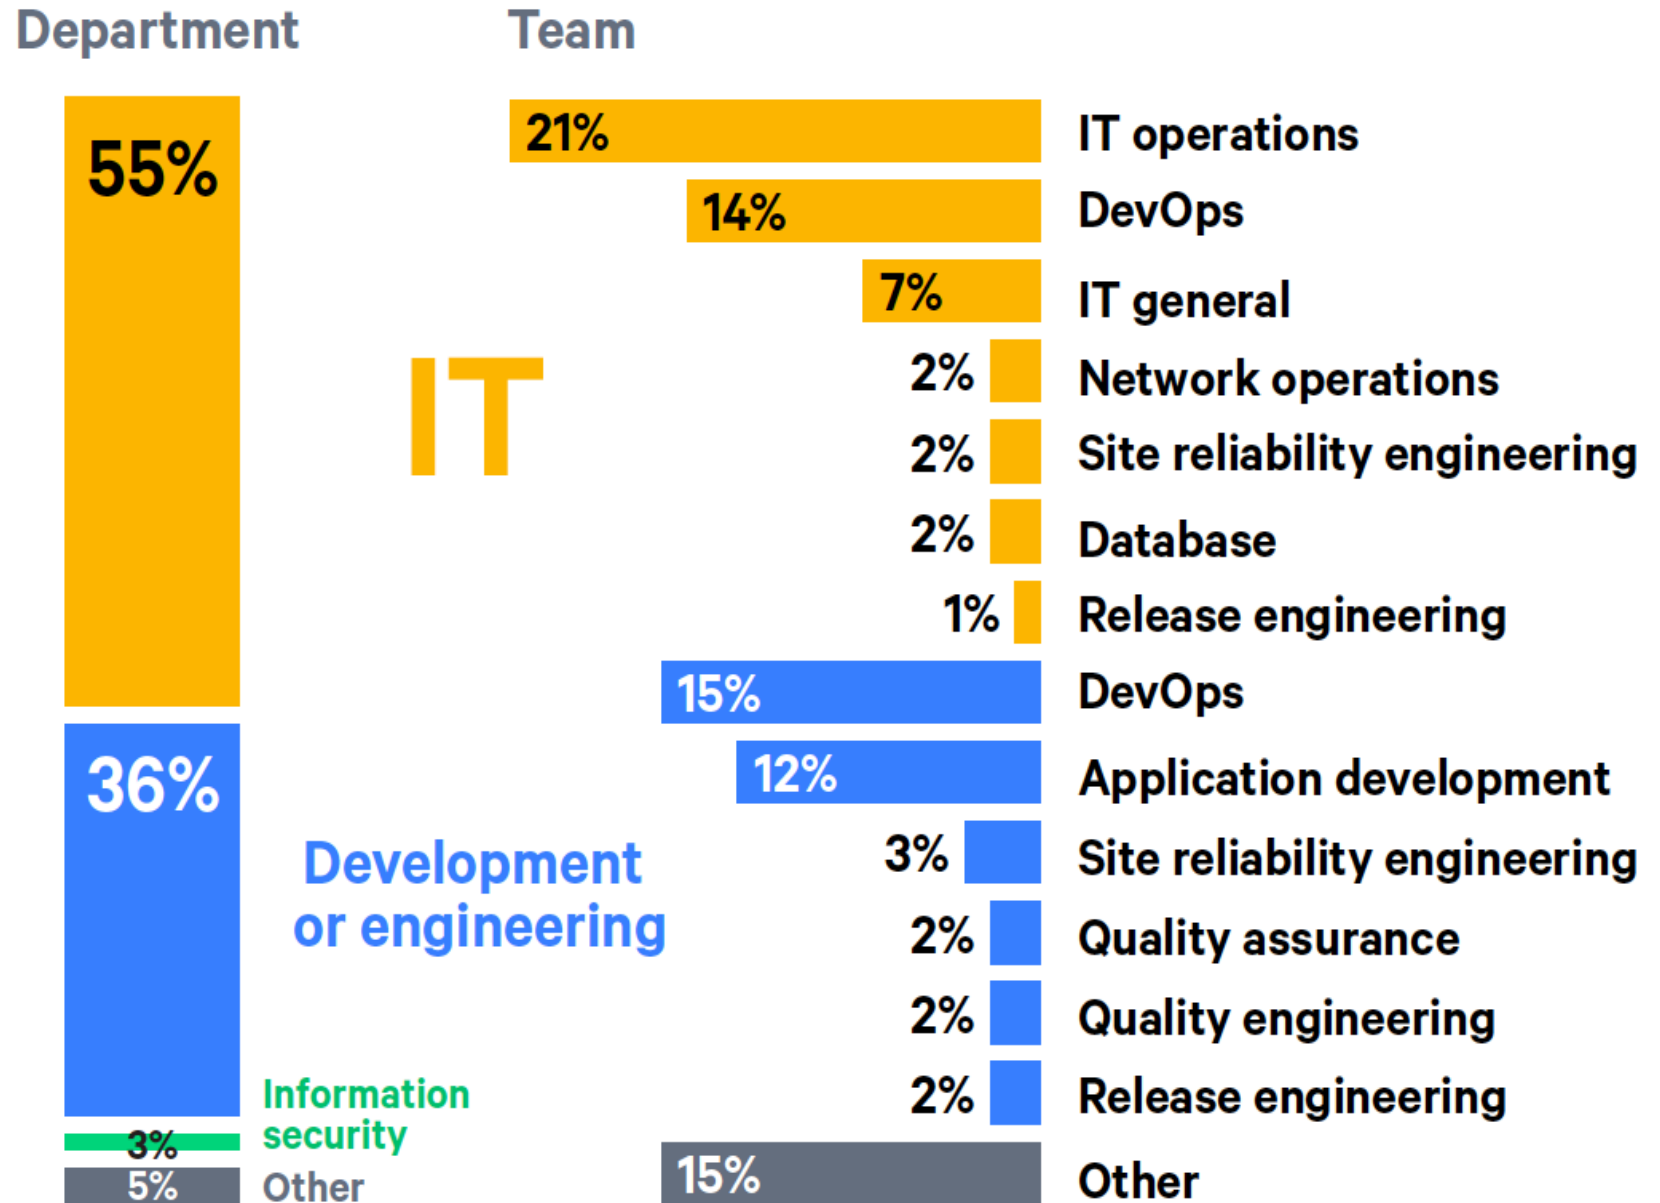 Department
Team
55%
IT
21% IT operations
14% DevOps
7% IT general
2% Network operations
2% Site reliability engineering
2% Database
1% Release engineering
36%
Development
or engineering
15% DevOps
12% Application development
3% Site reliability engineering
2% Quality assurance
2% Quality engineering
2% Release engineering
3%
Information
security
5% Other
15% Other